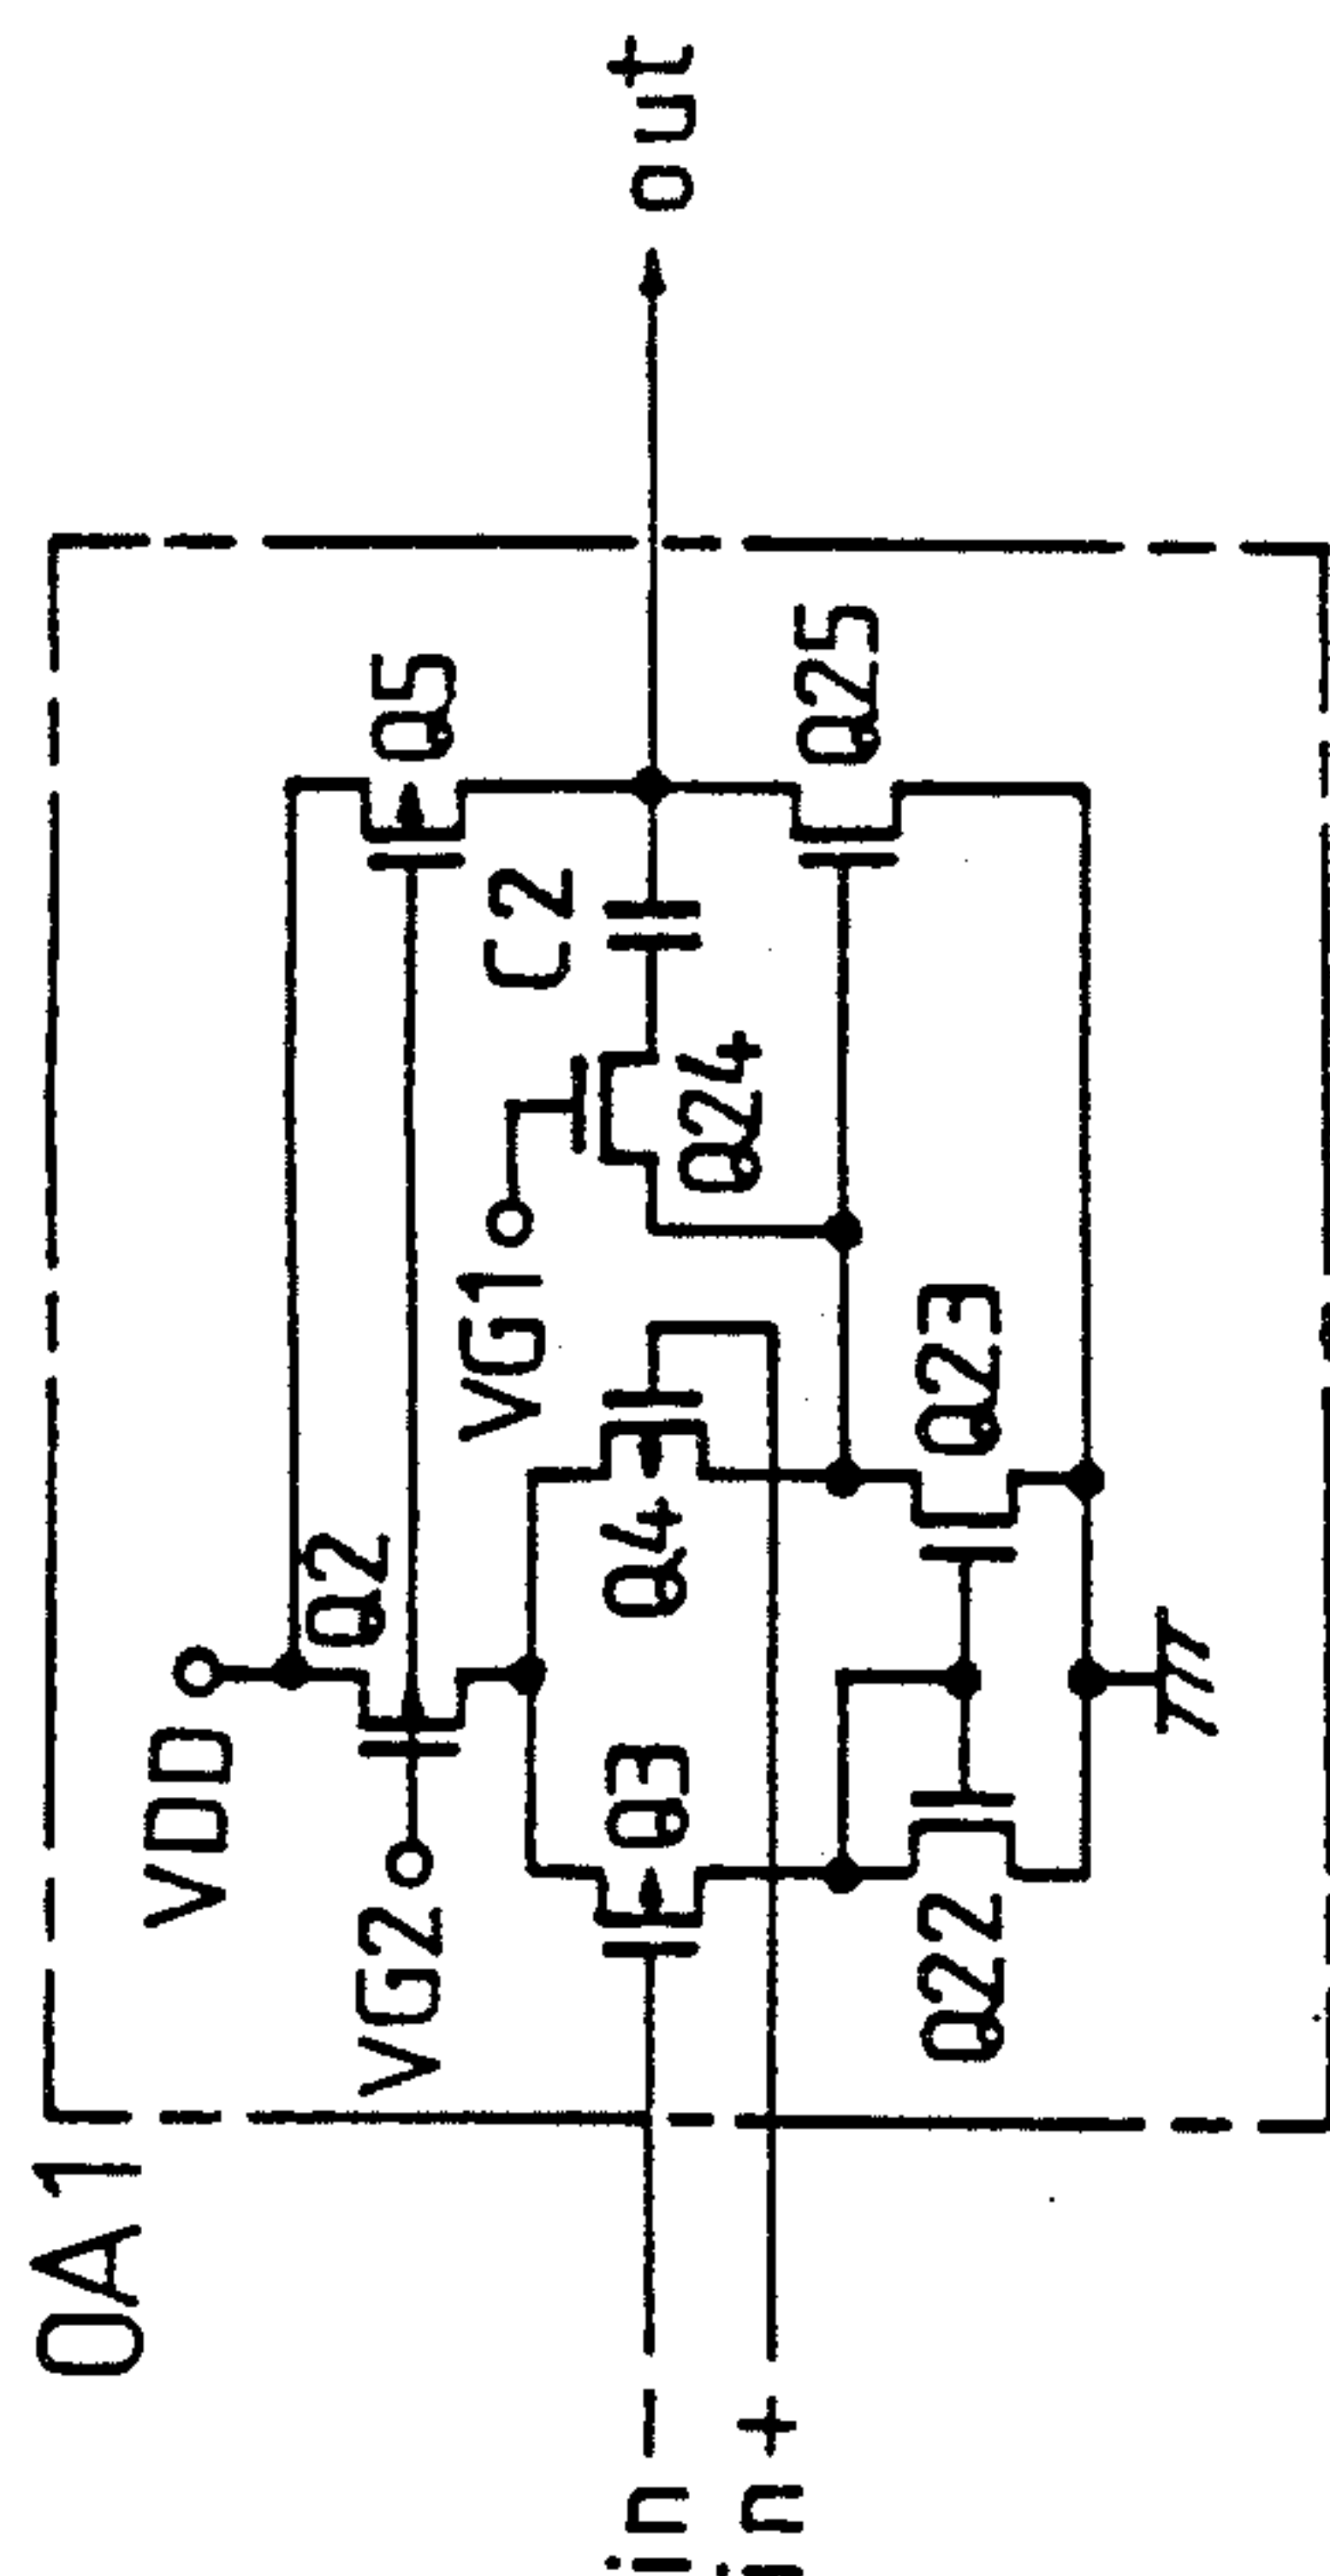 OA1
VDD
Q2
VG2
Q5
VG1
C2
Q3
Q4
Q24
in -
in +
out
Q22
Q23
Q25